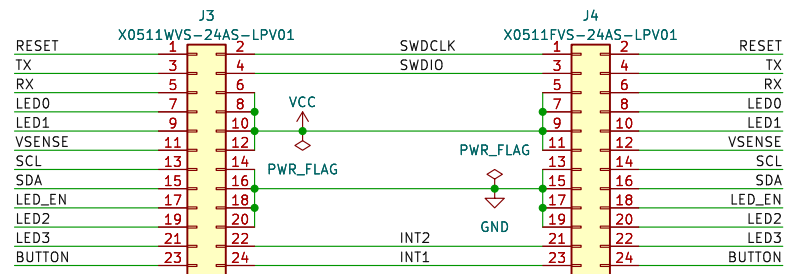 J3 J4
X0511WVS-24AS-LPV01 X0511FVS-24AS-LPV01
RESET 1 2 SWDCLK 1 2 RESET
TX 3 4 SWDIO 3 4 TX
RX 5 6 5 6 RX
LED0 7 8 VCC 7 8 LED0
LED1 9 10 9 10 LED1
VSENSE 11 12 PWR_FLAG 11 12 VSENSE
SCL 13 14 PWR_FLAG 13 14 SCL
SDA 15 16 15 16 SDA
LED_EN 17 18 17 18 LED_EN
LED2 19 20 GND 19 20 LED2
LED3 21 22 INT2 21 22 LED3
BUTTON 23 24 INT1 23 24 BUTTON